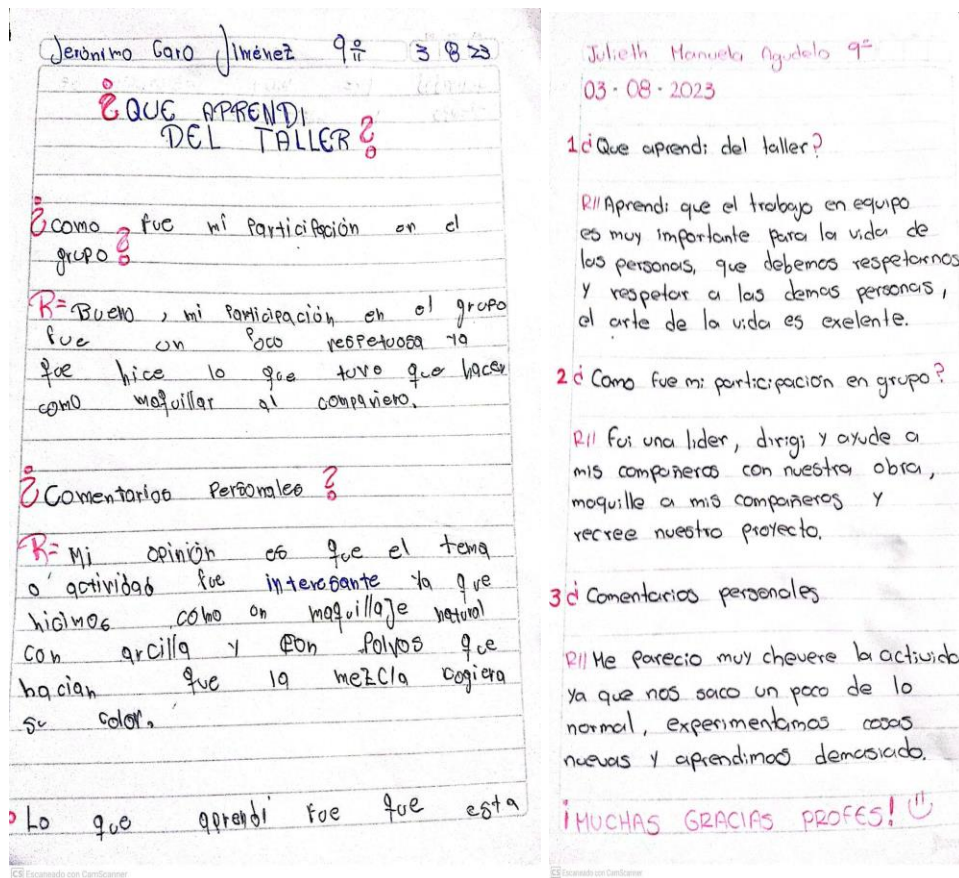 Jerónimo Caro Jiménez 9º 11 3 8 23
¿QUE APRENDI
DEL TALLER?
¿como fue mi Participación en el
grupo?
R= Bueno, mi Participación en el grupo
fue un Poco respetuosa ya
que hice lo que tuvo que hacer
como maquillar al compañero.
¿Comentarios Personales?
R= Mi opinión es que el tema
o actividad fue interesante ya que
hicimos como un maquillaje natural
con arcilla y con Polvos que
hacian que la mezcla cogiera
su color.
Lo que aprendi fue que esta
CS Escaneado con CamScanner
Julieth Manuela Agudelo 9º
03 - 08 - 2023
1 ¿Que aprendi del taller?
R// Aprendi que el trabajo en equipo
es muy importante para la vida de
las personas, que debemos respetarnos
y respetar a las demas personas,
el arte de la vida es exelente.
2 ¿Como fue mi participación en grupo?
R// Fui una lider, dirigi y ayude a
mis compañeros con nuestra obra,
maquille a mis compañeros y
recree nuestro proyecto.
3 ¿Comentarios personales
R// Me parecio muy chevere la activida
ya que nos saco un poco de lo
normal, experimentamos cosas
nuevas y aprendimos demasiado.
¡MUCHAS GRACIAS PROFES!
CS Escaneado con CamScanner